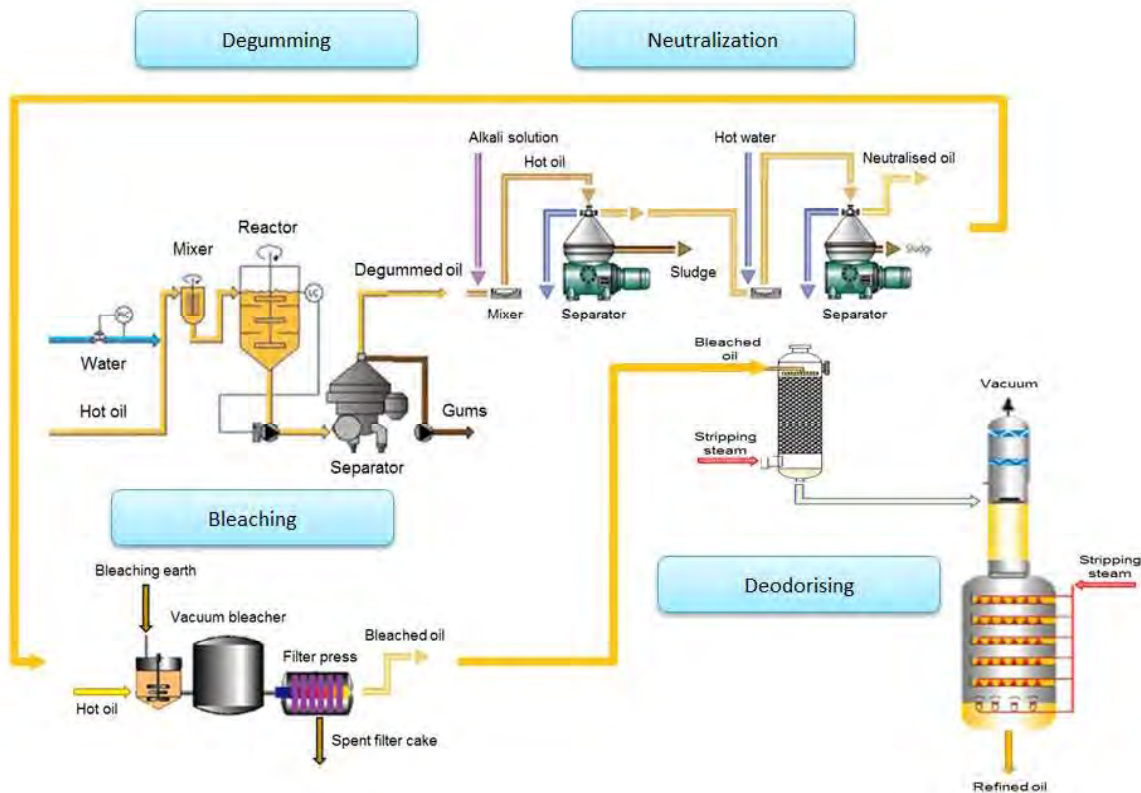 Degumming
Neutralization
Alkali solution
Hot oil
Hot water
Neutralised oil
Reactor
Mixer
Degummed oil
Sludge
Sludge
Mixer
Separator
Separator
Water
Hot oil
Gums
Separator
Bleached
oil
Stripping
steam
Vacuum
Bleaching
Bleaching earth
Vacuum bleacher
Filter press
Bleached oil
Hot oil
Spent filter cake
Deodorising
Stripping
steam
Refined oil